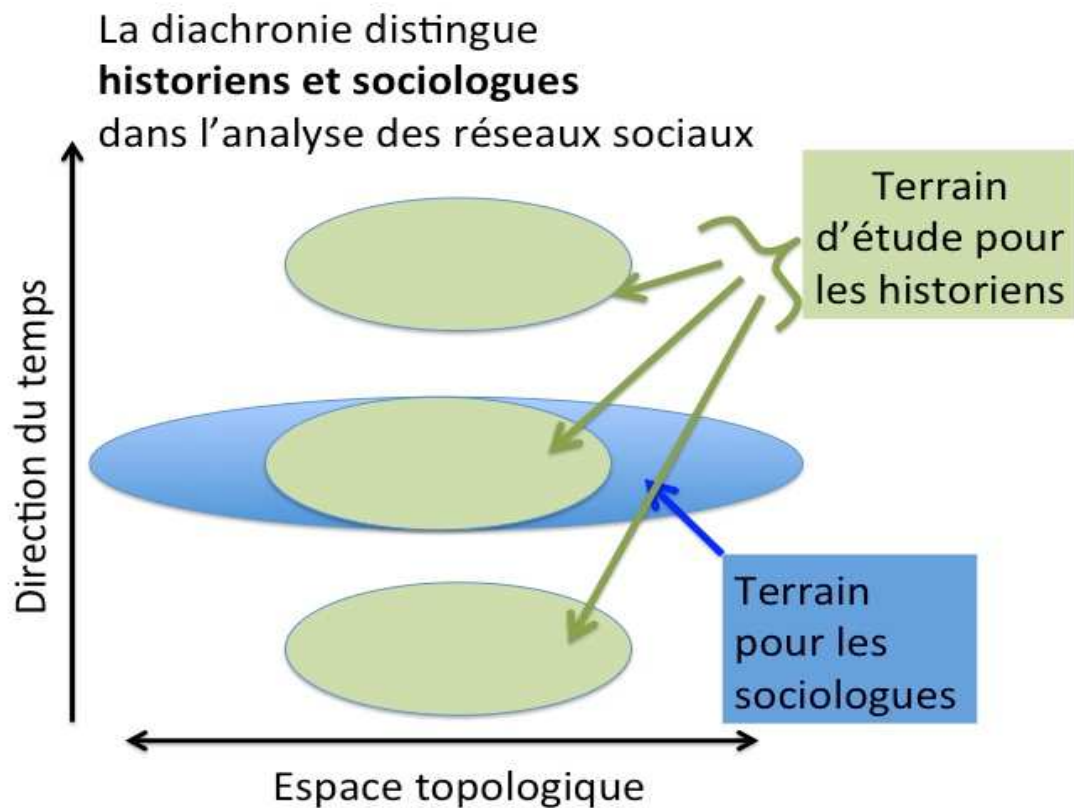 La diachronie distingue
historiens et sociologues
dans l'analyse des réseaux sociaux
Terrain
d'étude pour
les historiens
Direction du temps
Terrain
pour les
sociologues
Espace topologique